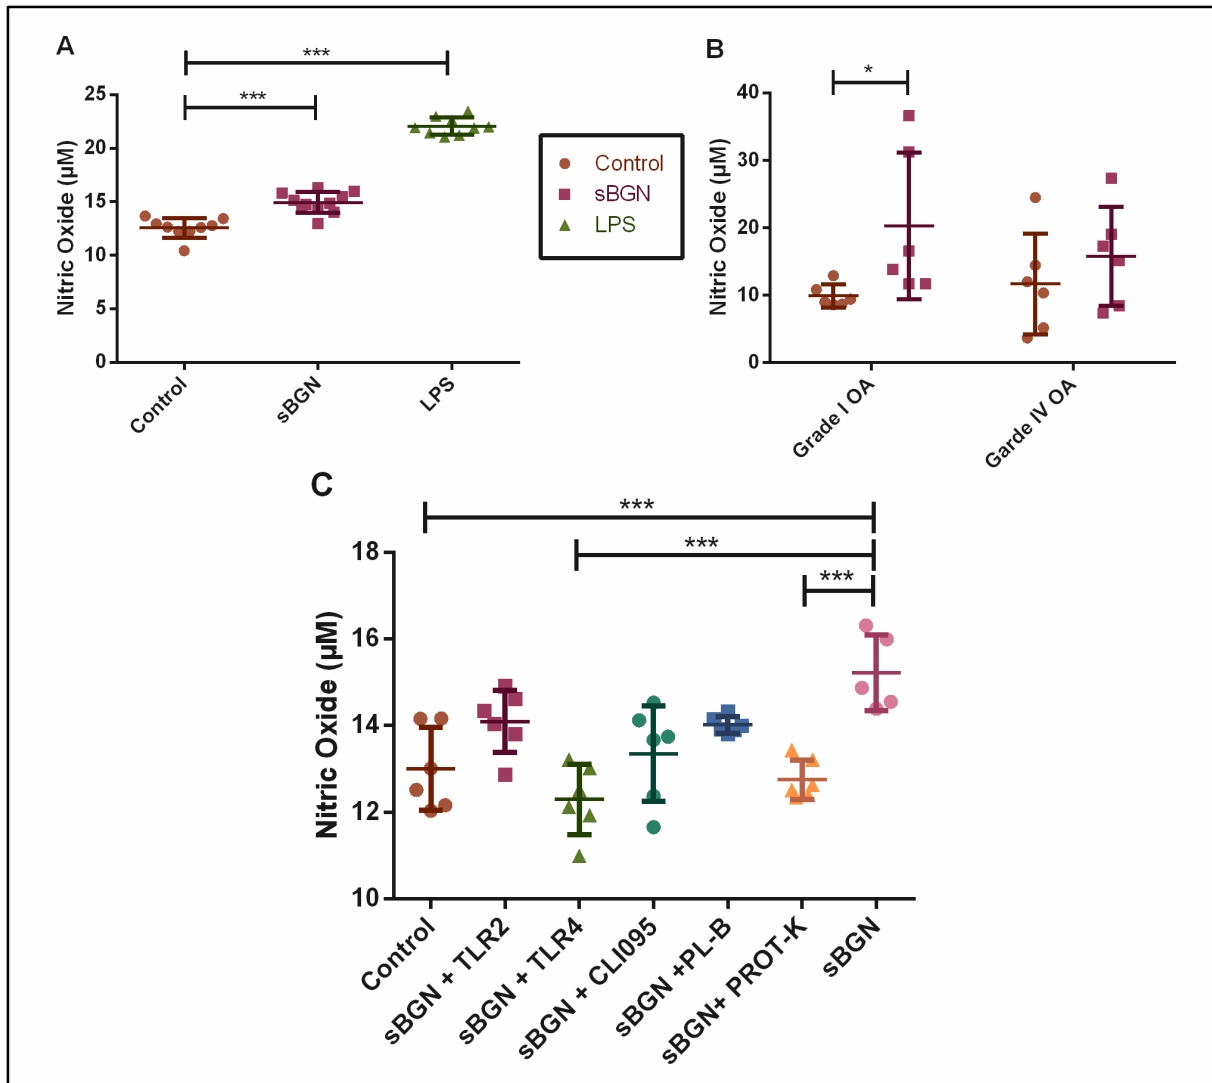 A
***
***
25
20
15
10
5
0
Nitric Oxide (µM)
Control
sBGN
LPS
Control
sBGN
LPS
B
*
40
30
20
10
0
Nitric Oxide (µM)
Grade I OA
Garde IV OA
C
***
***
***
18
16
14
12
10
Nitric Oxide (µM)
Control
sBGN + TLR2
sBGN + TLR4
sBGN + CLI095
sBGN +PL-B
sBGN+ PROT-K
sBGN